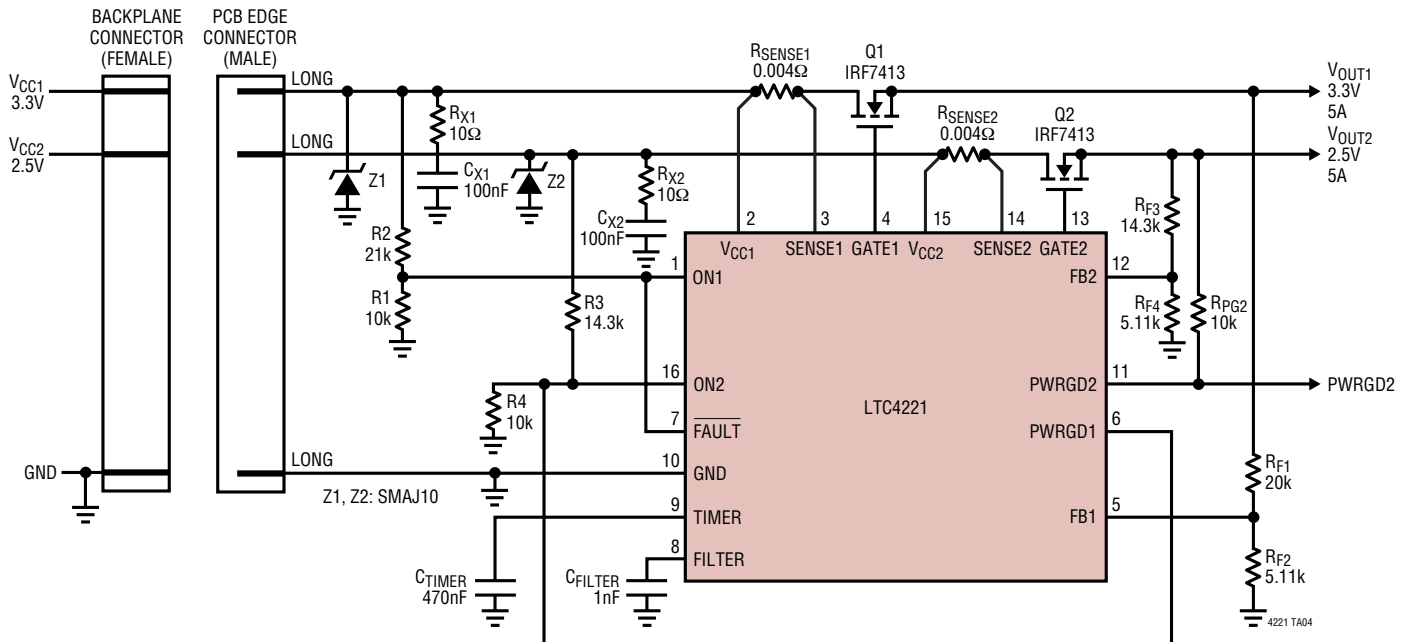 BACKPLANE
CONNECTOR
(FEMALE)
PCB EDGE
CONNECTOR
(MALE)
VCC1
3.3V
VCC2
2.5V
GND
LONG
LONG
LONG
RX1
10Ω
CX1
100nF
Z1
Z2
RX2
10Ω
CX2
100nF
R2
21k
R1
10k
R3
14.3k
R4
10k
RSENSE1
0.004Ω
Q1
IRF7413
RSENSE2
0.004Ω
Q2
IRF7413
VOUT1
3.3V
5A
VOUT2
2.5V
5A
2
3
4
15
14
13
VCC1
SENSE1
GATE1
VCC2
SENSE2
GATE2
1
ON1
16
ON2
7
FAULT
10
GND
9
TIMER
8
FILTER
LTC4221
FB2
12
PWRGD2
11
PWRGD1
6
FB1
5
RF3
14.3k
RF4
5.11k
RPG2
10k
PWRGD2
RF1
20k
RF2
5.11k
Z1, Z2: SMAJ10
CTIMER
470nF
CFILTER
1nF
4221 TA04